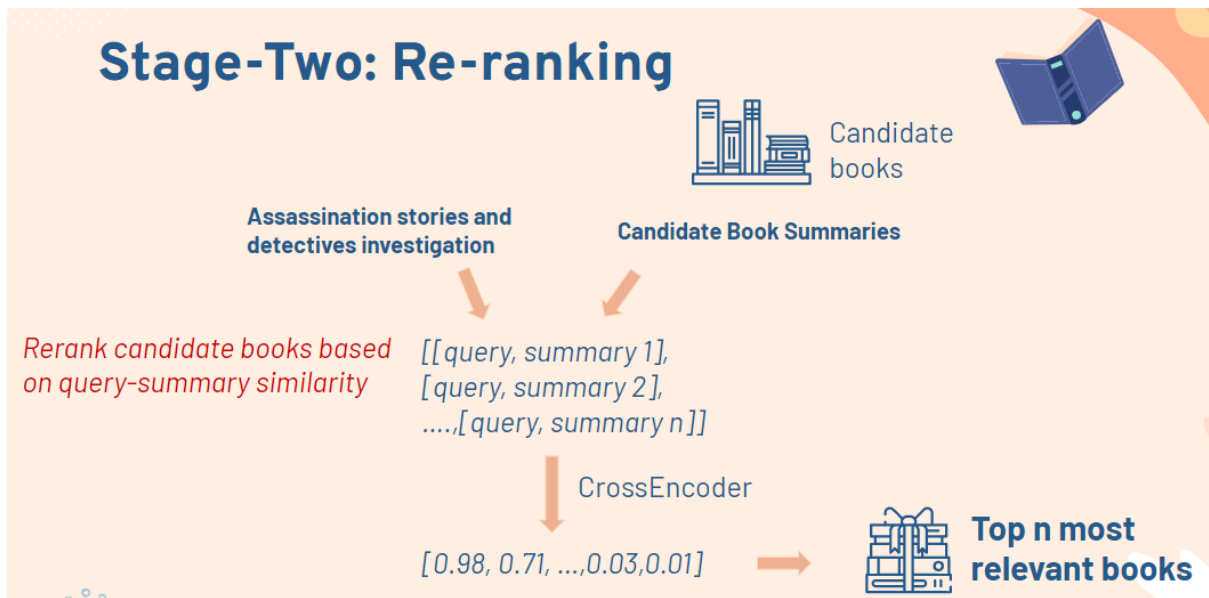 Stage-Two: Re-ranking
Candidate
books
Assassination stories and
detectives investigation
Candidate Book Summaries
Rerank candidate books based
on query-summary similarity
[[query, summary 1],
[query, summary 2],
....,[query, summary n]]
CrossEncoder
[0.98, 0.71, ...,0.03,0.01]
Top n most
relevant books